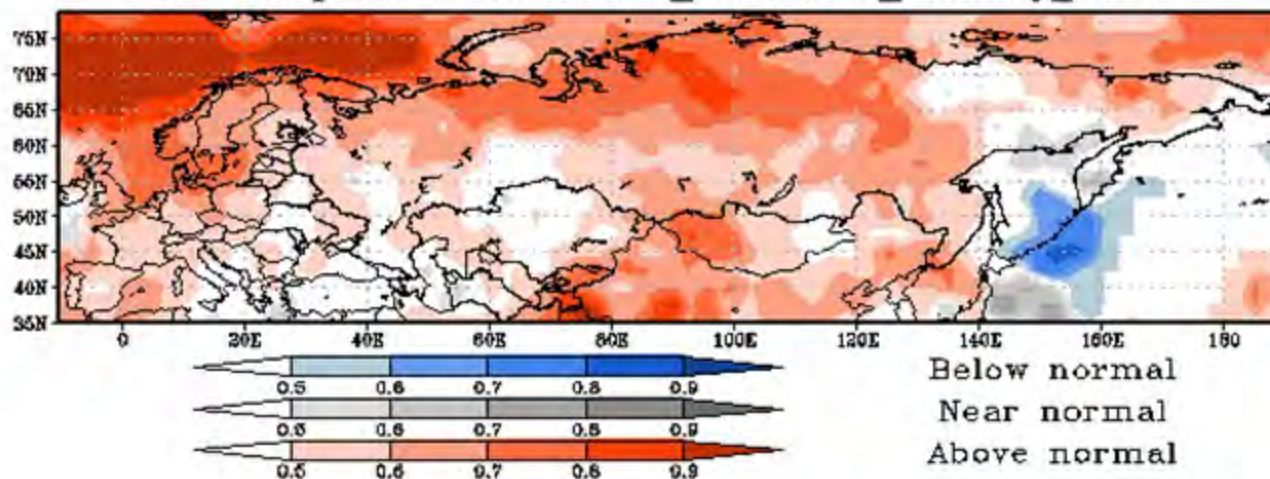 75N
70N
65N
60N
55N
50N
45N
40N
35N
0 20E 40E 60E 80E 100E 120E 140E 160E 180
0.5 0.6 0.7 0.8 0.9 Below normal
0.6 0.7 0.8 0.9 Near normal
0.5 0.6 0.7 0.8 0.9 Above normal